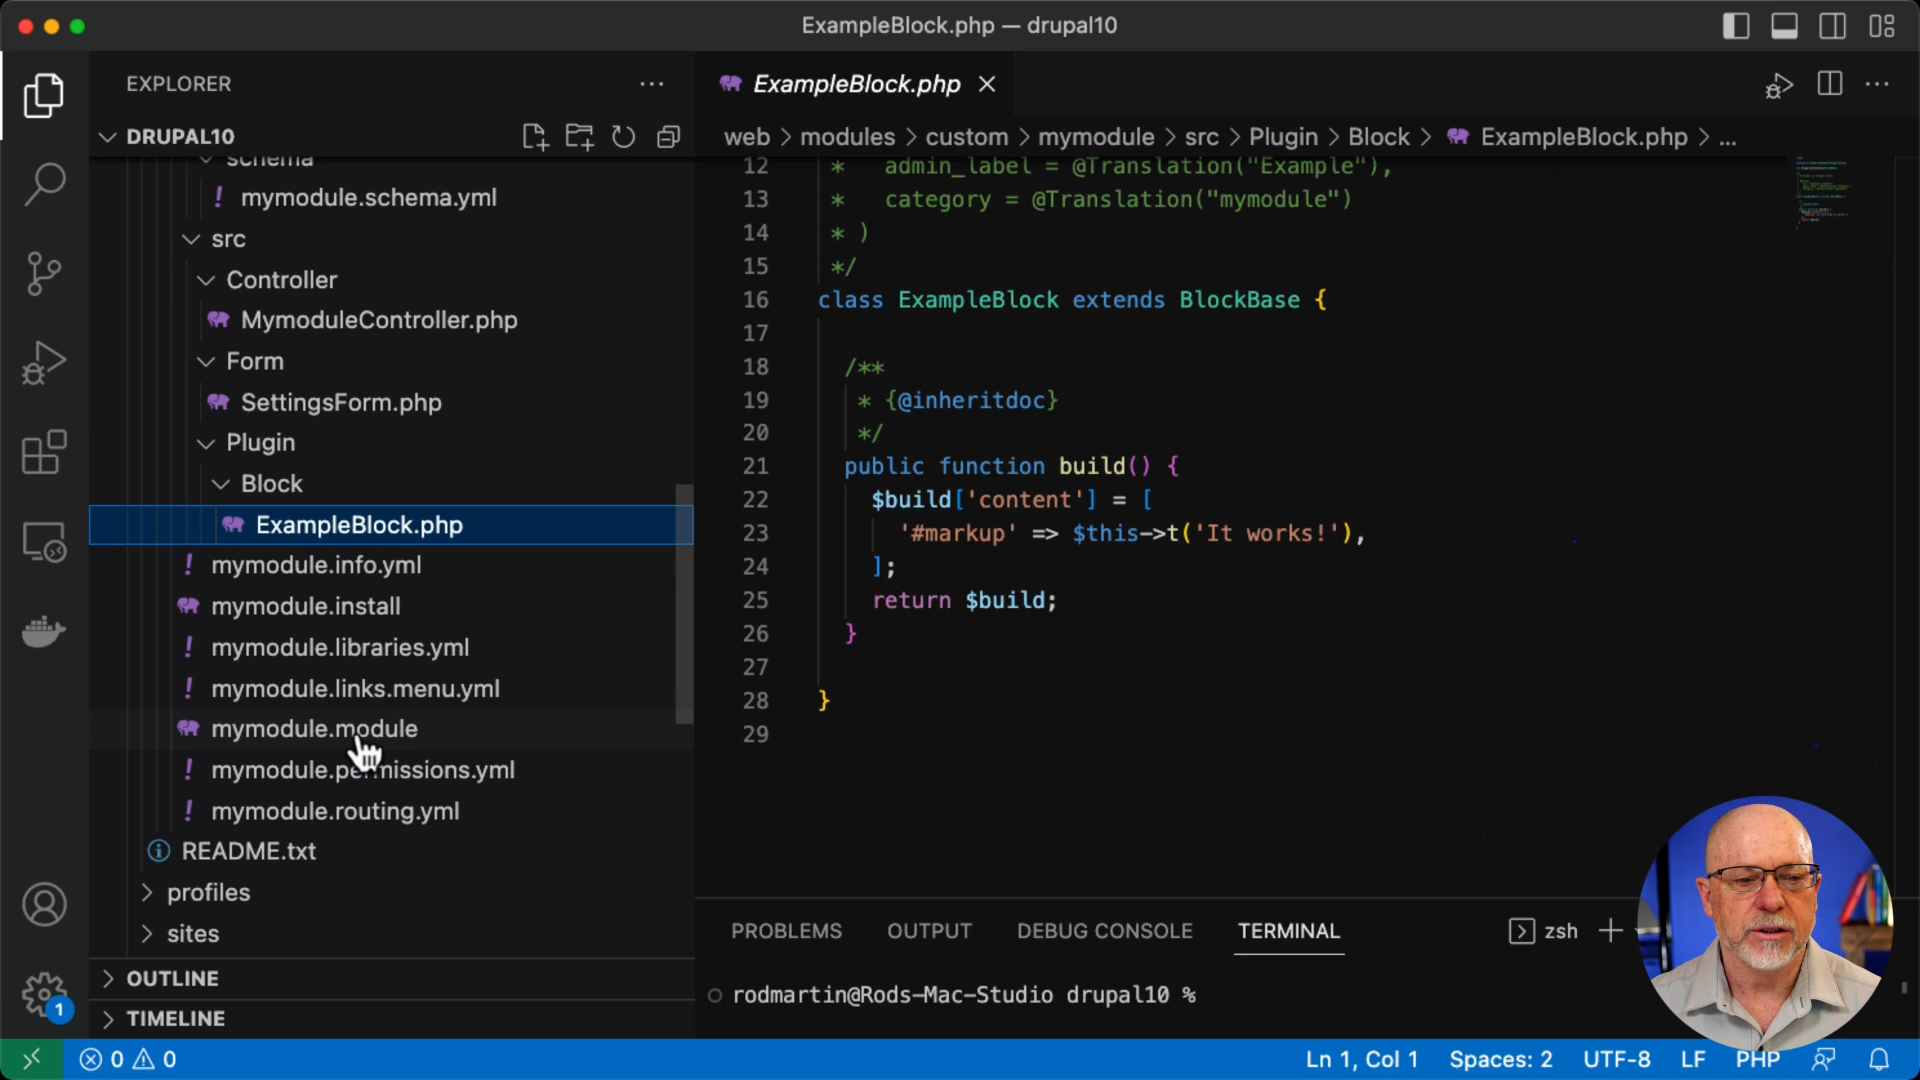 ExampleBlock.php — drupal10
EXPLORER
DRUPAL10
schema
! mymodule.schema.yml
src
Controller
MymoduleController.php
Form
SettingsForm.php
Plugin
Block
ExampleBlock.php
! mymodule.info.yml
mymodule.install
! mymodule.libraries.yml
! mymodule.links.menu.yml
mymodule.module
! mymodule.permissions.yml
! mymodule.routing.yml
README.txt
profiles
sites
OUTLINE
TIMELINE
ExampleBlock.php
web > modules > custom > mymodule > src > Plugin > Block > ExampleBlock.php > ...
12 *   admin_label = @Translation("Example"),
13 *   category = @Translation("mymodule")
14 * )
15 */
16 class ExampleBlock extends BlockBase {
17
18   /**
19    * {@inheritdoc}
20    */
21   public function build() {
22     $build['content'] = [
23       '#markup' => $this->t('It works!'),
24     ];
25     return $build;
26   }
27
28 }
29
PROBLEMS OUTPUT DEBUG CONSOLE TERMINAL zsh
rodmartin@Rods-Mac-Studio drupal10 %
1
0 0 Ln 1, Col 1 Spaces: 2 UTF-8 LF PHP